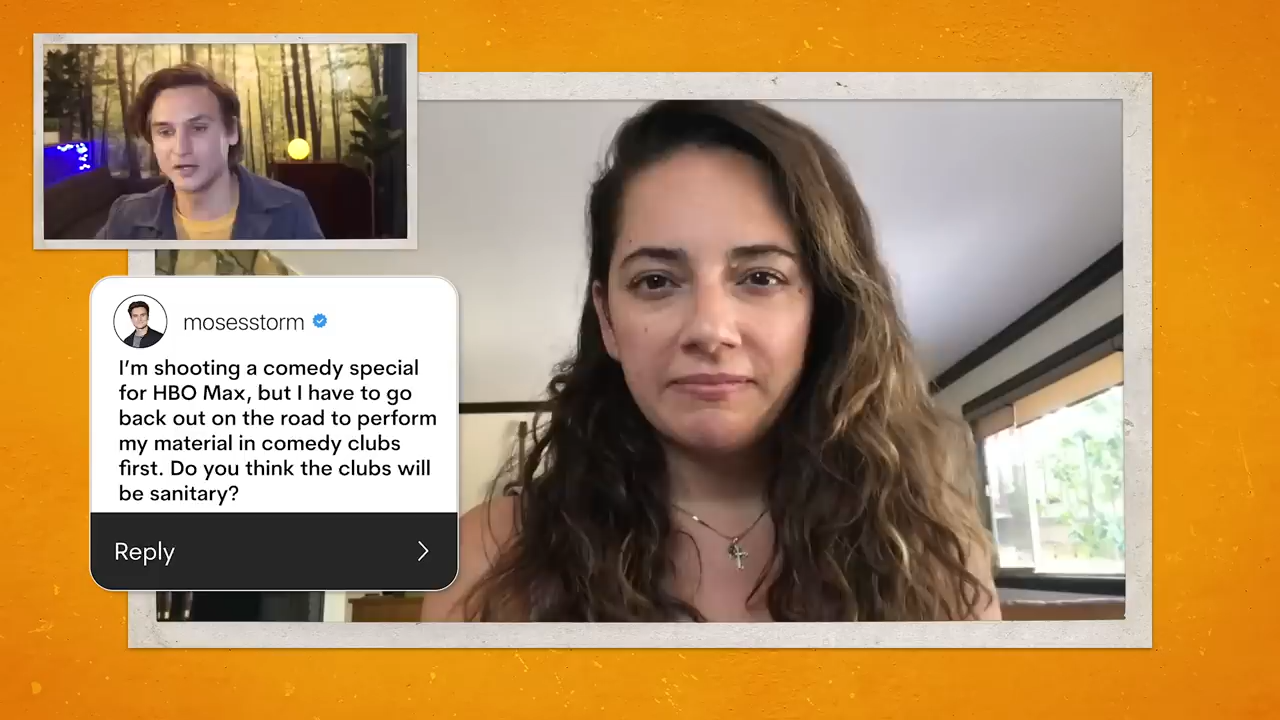 mosesstorm
I’m shooting a comedy special
for HBO Max, but I have to go
back out on the road to perform
my material in comedy clubs
first. Do you think the clubs will
be sanitary?
Reply